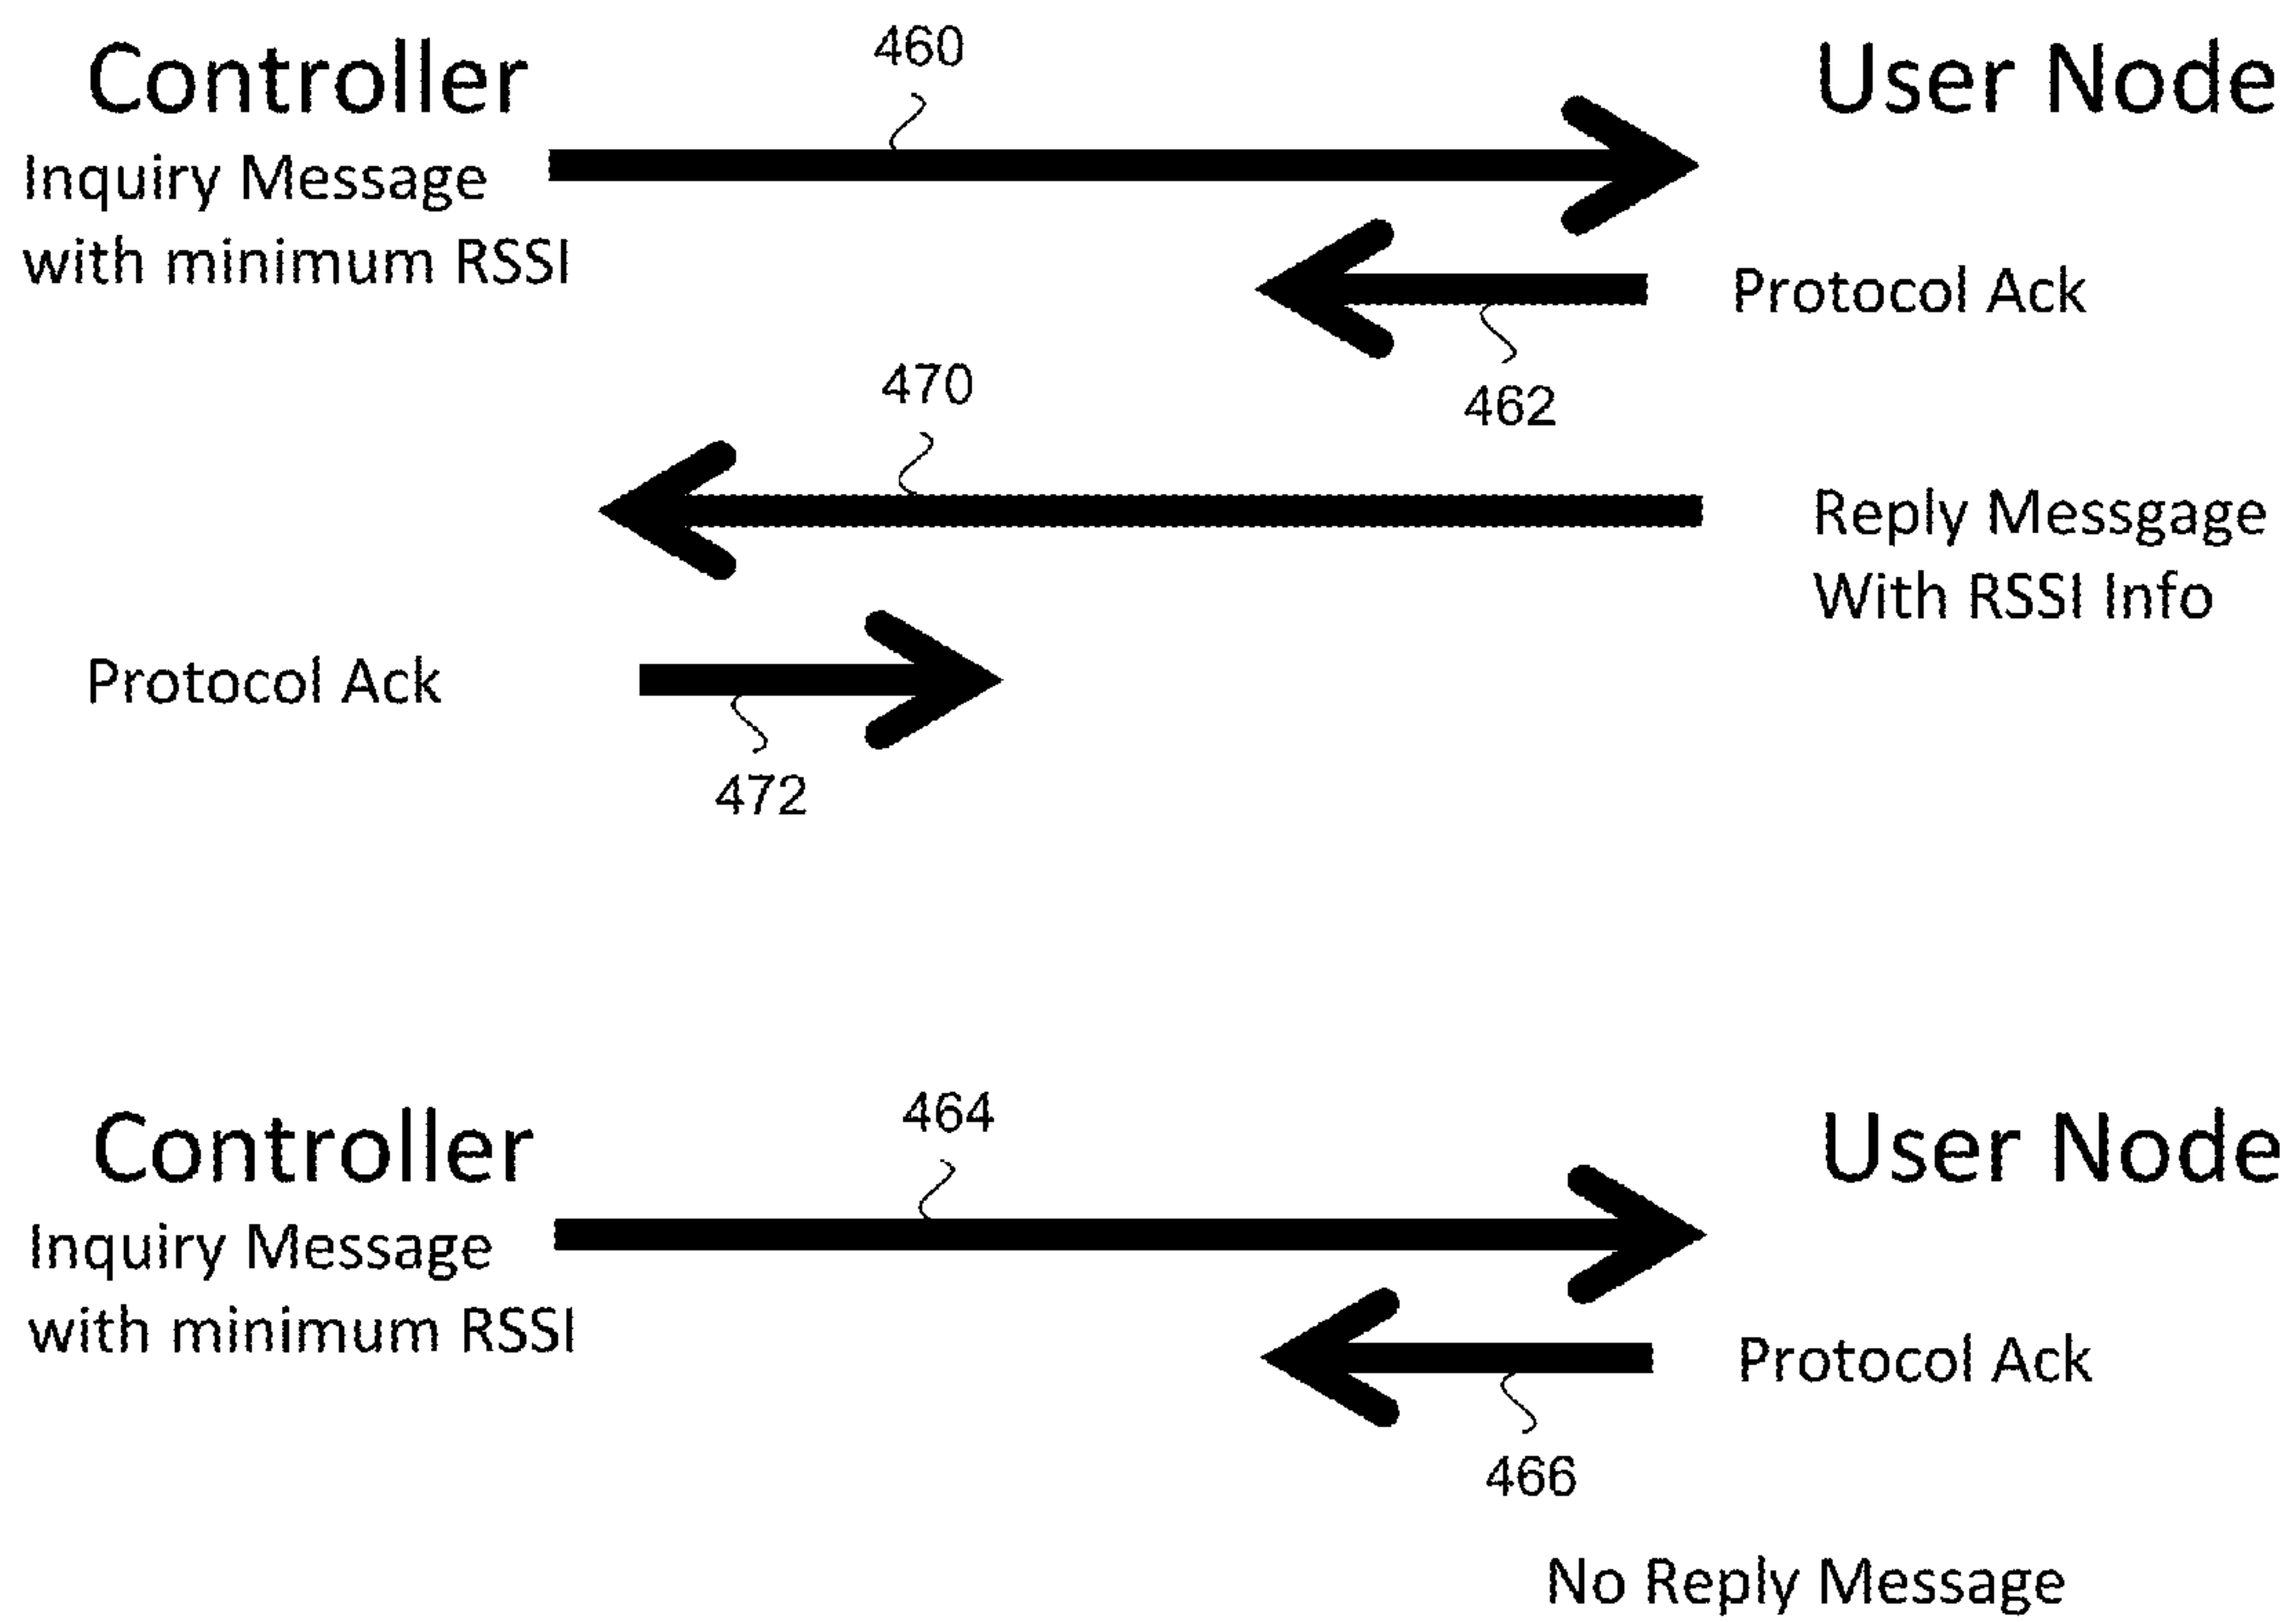 460
Controller
User Node
Inquiry Message
with minimum RSSI
Protocol Ack
462
470
Reply Messgage
With RSSI Info
Protocol Ack
472
464
Controller
User Node
Inquiry Message
with minimum RSSI
Protocol Ack
466
No Reply Message